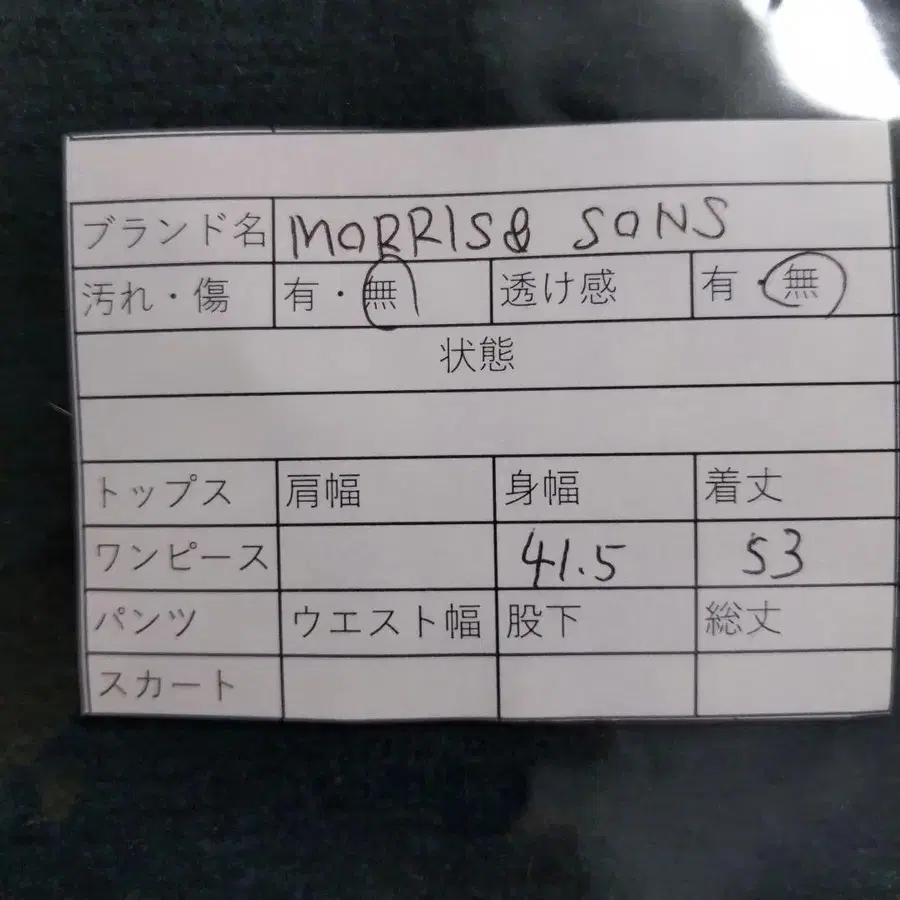 ブランド名 MORRIS & SONS
汚れ・傷 有・無 透け感 有・無
状態
トップス 肩幅 身幅 着丈
ワンピース 41.5 53
パンツ ウエスト幅 股下 総丈
スカート